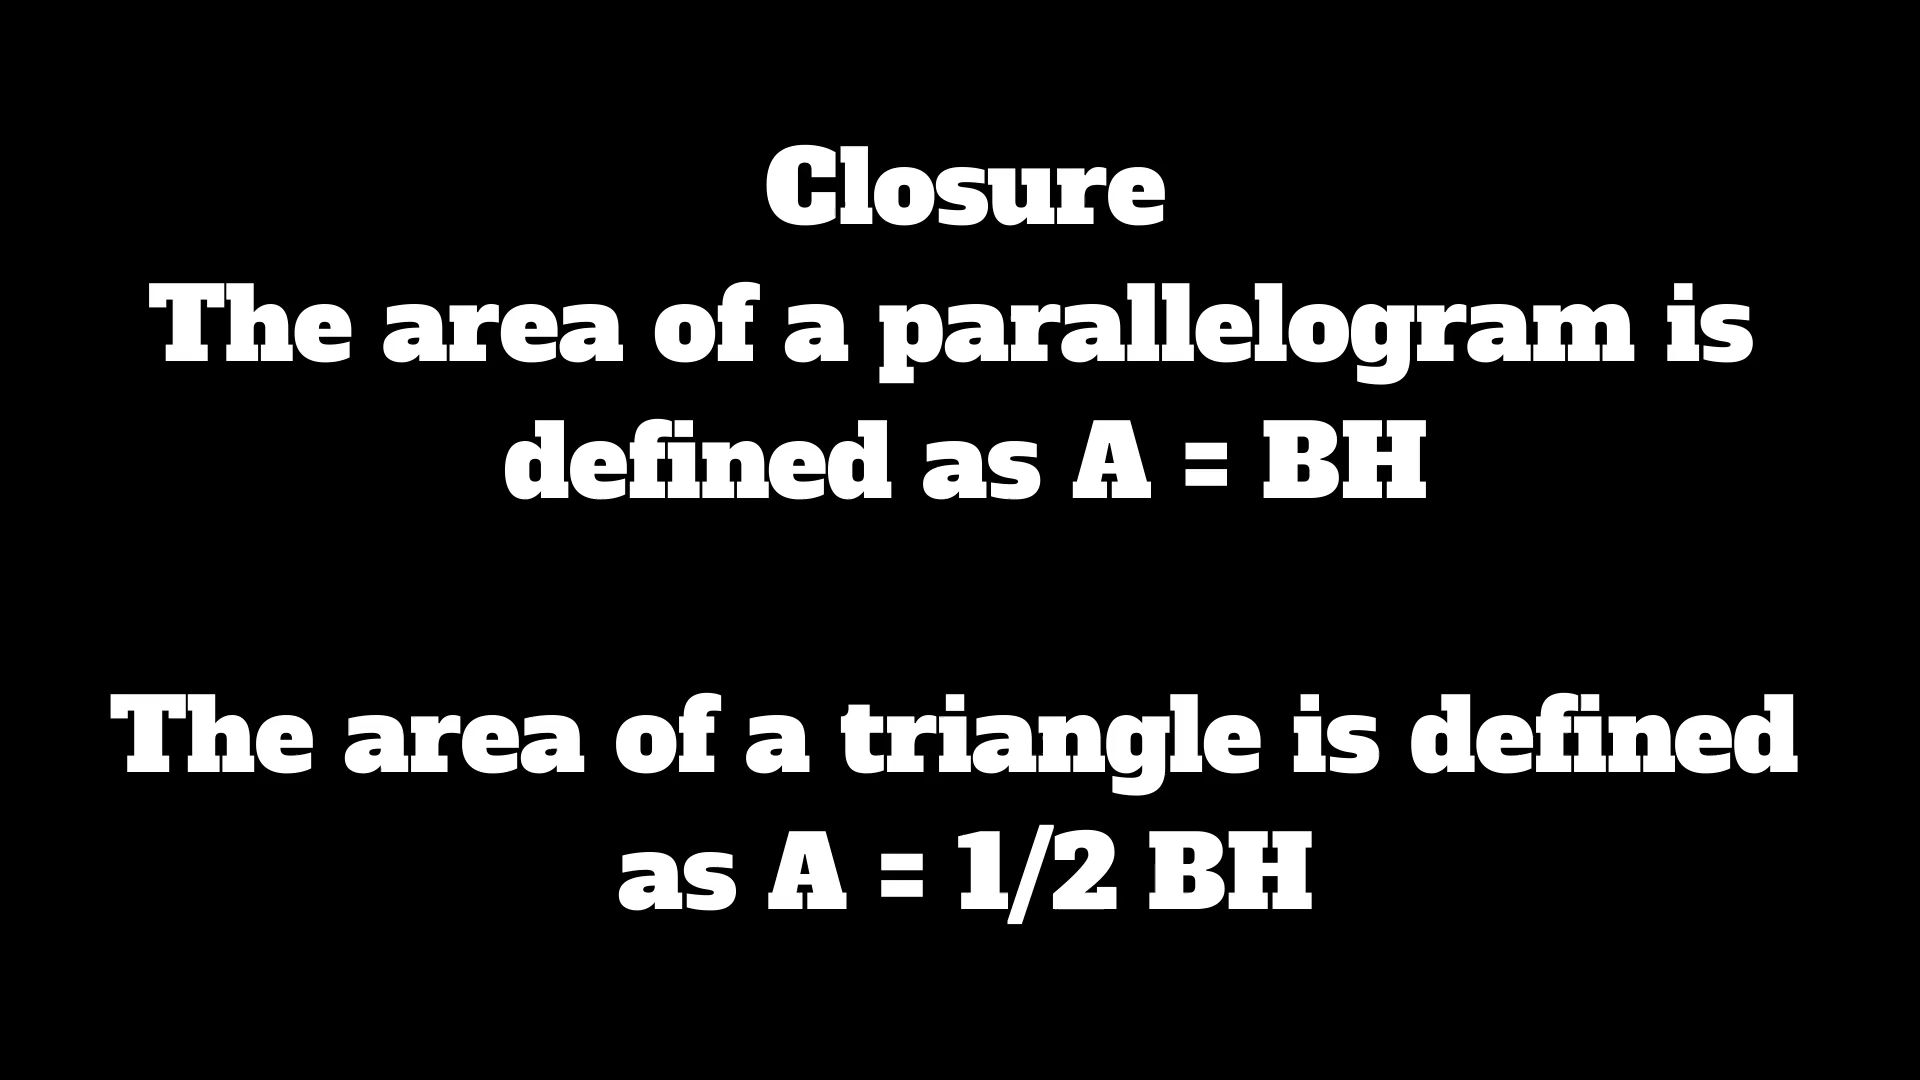 Closure
The area of a parallelogram is
defined as A = BH
The area of a triangle is defined
as A = 1/2 BH